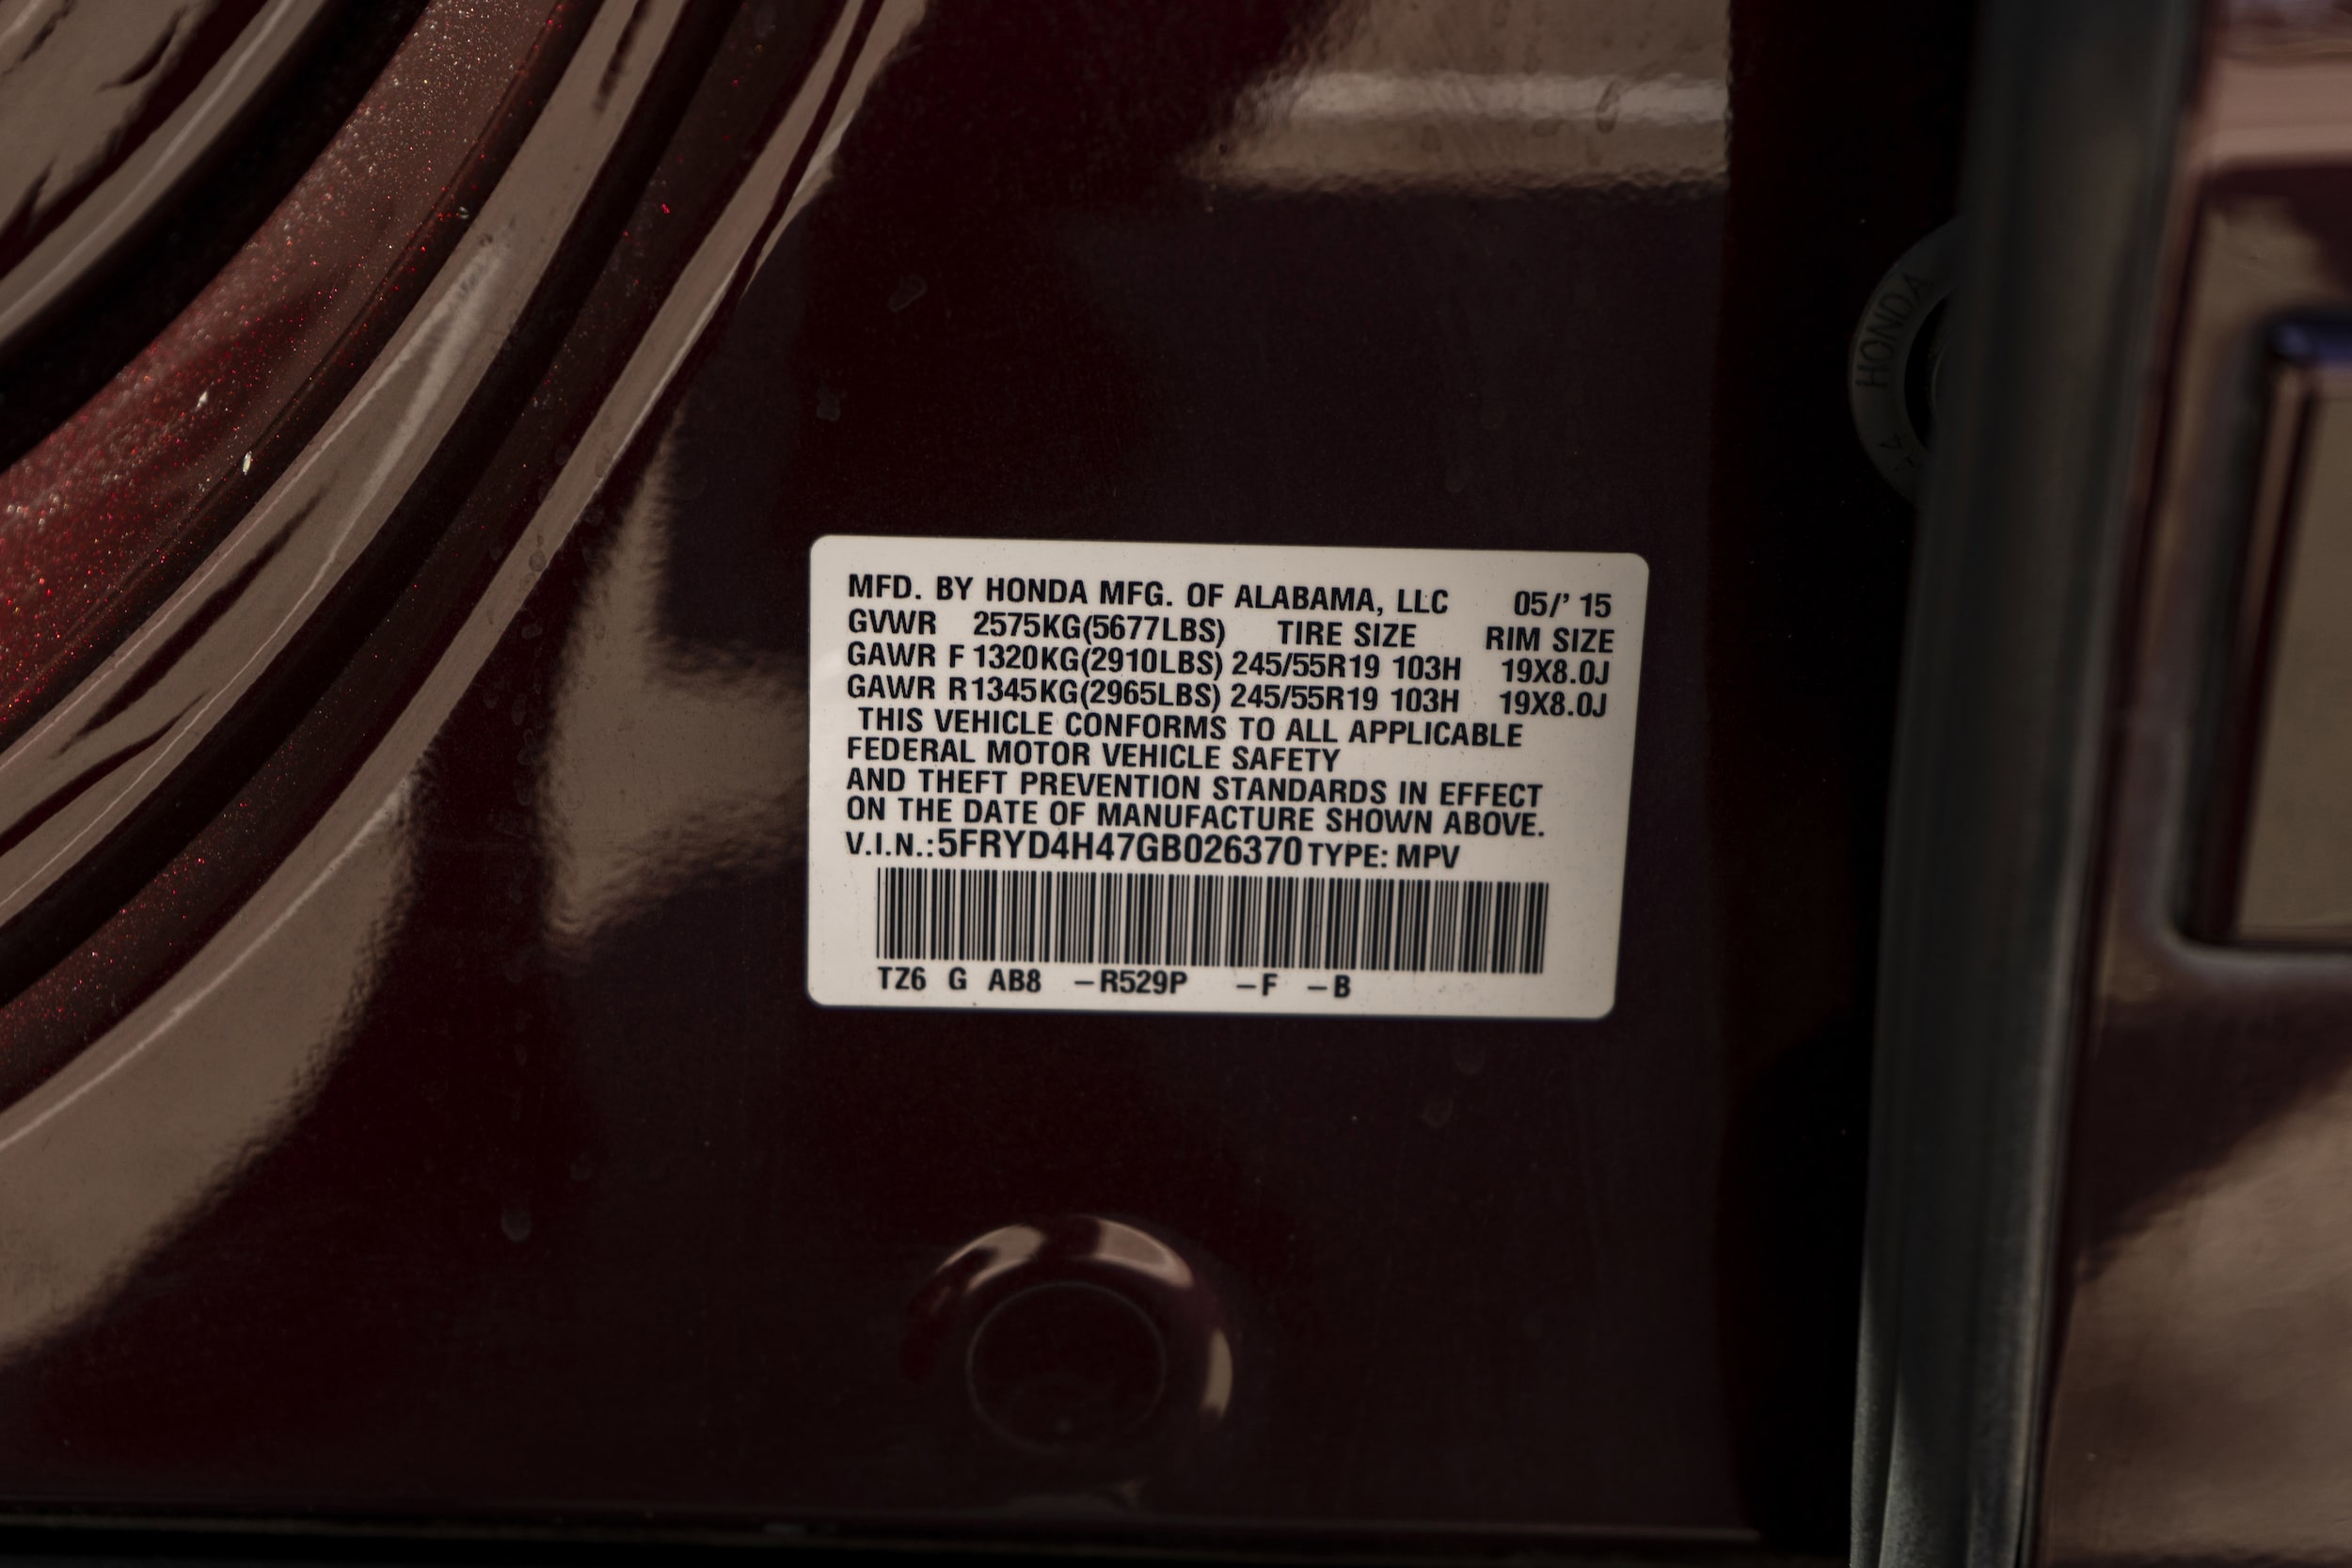 MFD. BY HONDA MFG. OF ALABAMA, LLC 05/' 15
GVWR 2575KG(5677LBS) TIRE SIZE RIM SIZE
GAWR F 1320KG(2910LBS) 245/55R19 103H 19X8.0J
GAWR R1345KG(2965LBS) 245/55R19 103H 19X8.0J
THIS VEHICLE CONFORMS TO ALL APPLICABLE
FEDERAL MOTOR VEHICLE SAFETY
AND THEFT PREVENTION STANDARDS IN EFFECT
ON THE DATE OF MANUFACTURE SHOWN ABOVE.
V.I.N.:5FRYD4H47GB026370 TYPE: MPV
TZ6 G AB8 –R529P –F –B
HONDA